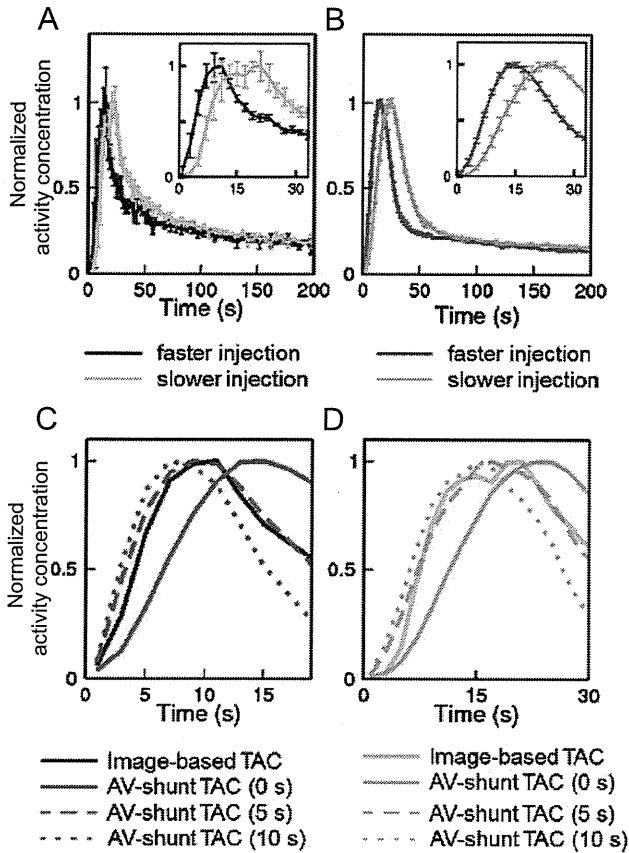 A
B
Normalized
activity concentration
1
0.5
0
0 50 100 150 200
Time (s)
1
0
0 15 30
1
0.5
0
0 50 100 150 200
Time (s)
1
0
0 15 30
faster injection
slower injection
faster injection
slower injection
C
D
Normalized
activity concentration
1
0.5
0
0 5 10 15
Time (s)
1
0.5
0
0 15 30
Time (s)
Image-based TAC
AV-shunt TAC (0 s)
AV-shunt TAC (5 s)
AV-shunt TAC (10 s)
Image-based TAC
AV-shunt TAC (0 s)
AV-shunt TAC (5 s)
AV-shunt TAC (10 s)